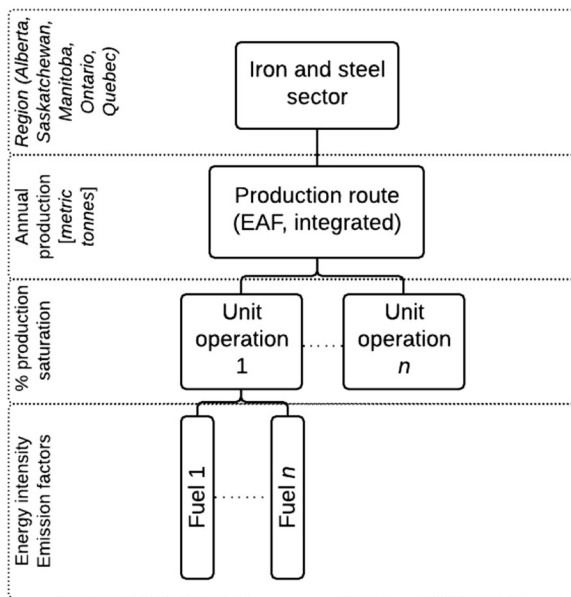 Region (Alberta,
Saskatchewan,
Manitoba,
Ontario,
Quebec)
Iron and steel
sector
Annual
production
[metric
tonnes]
Production route
(EAF, integrated)
% production
saturation
Unit
operation
1
Unit
operation
n
Energy intensity
Emission factors
Fuel 1
Fuel n